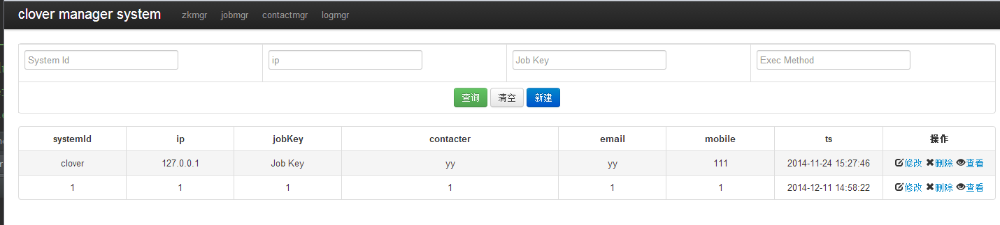 clover manager system zkmgr jobmgr contactmgr logmgr
System Id ip Job Key Exec Method
查询 清空 新建
systemId ip jobKey contacter email mobile ts 操作
clover 127.0.0.1 Job Key yy yy 111 2014-11-24 15:27:46 修改 删除 查看
1 1 1 1 1 1 2014-12-11 14:58:22 修改 删除 查看